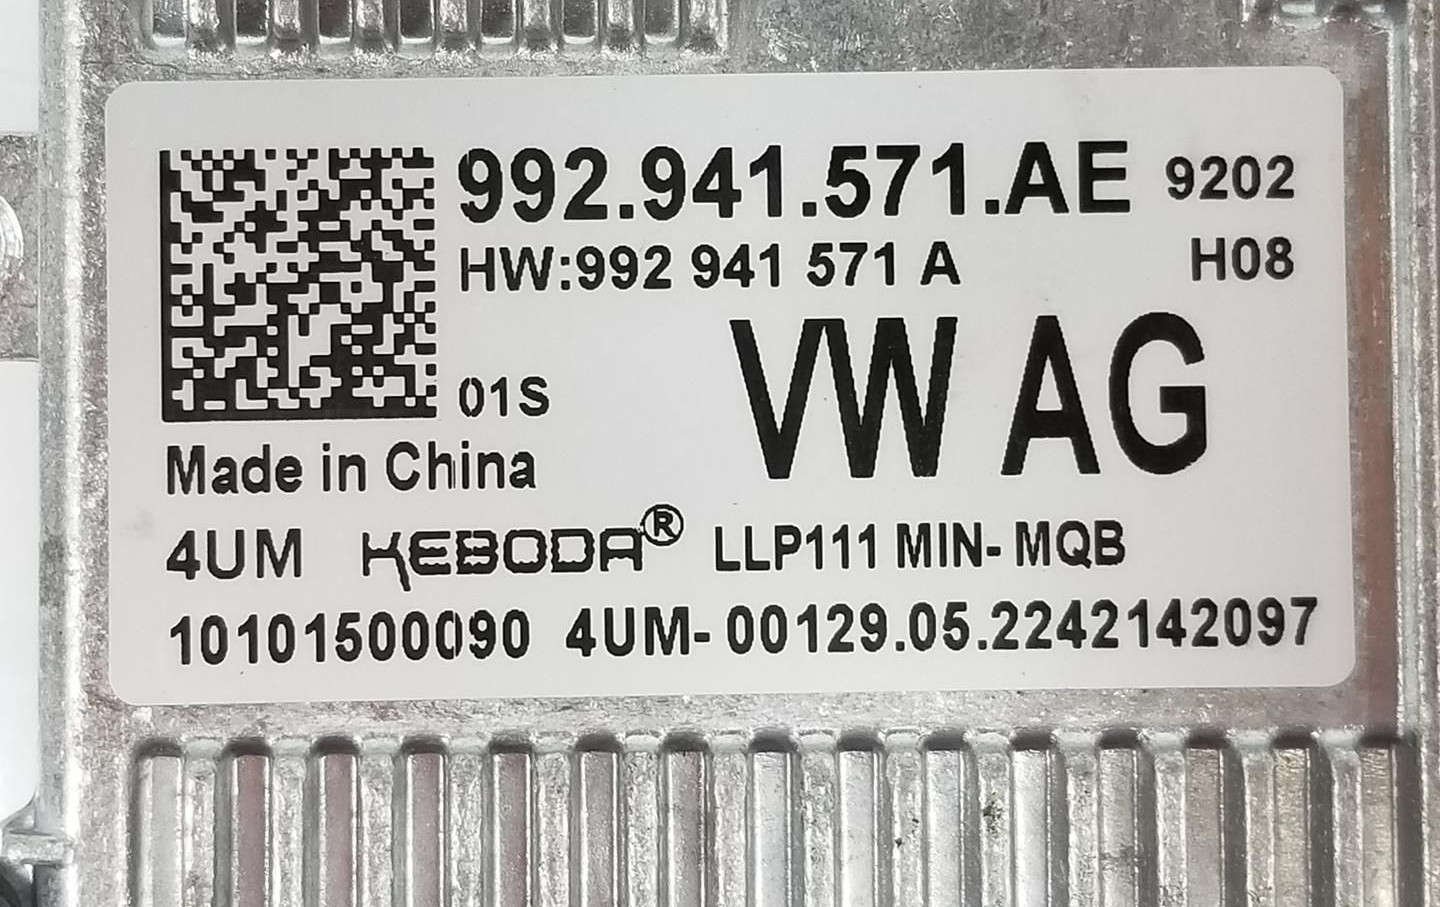 992.941.571.AE 9202
HW:992 941 571 A H08
VW AG
01S
Made in China
4UM KEBODA® LLP111 MIN- MQB
10101500090 4UM- 00129.05.2242142097